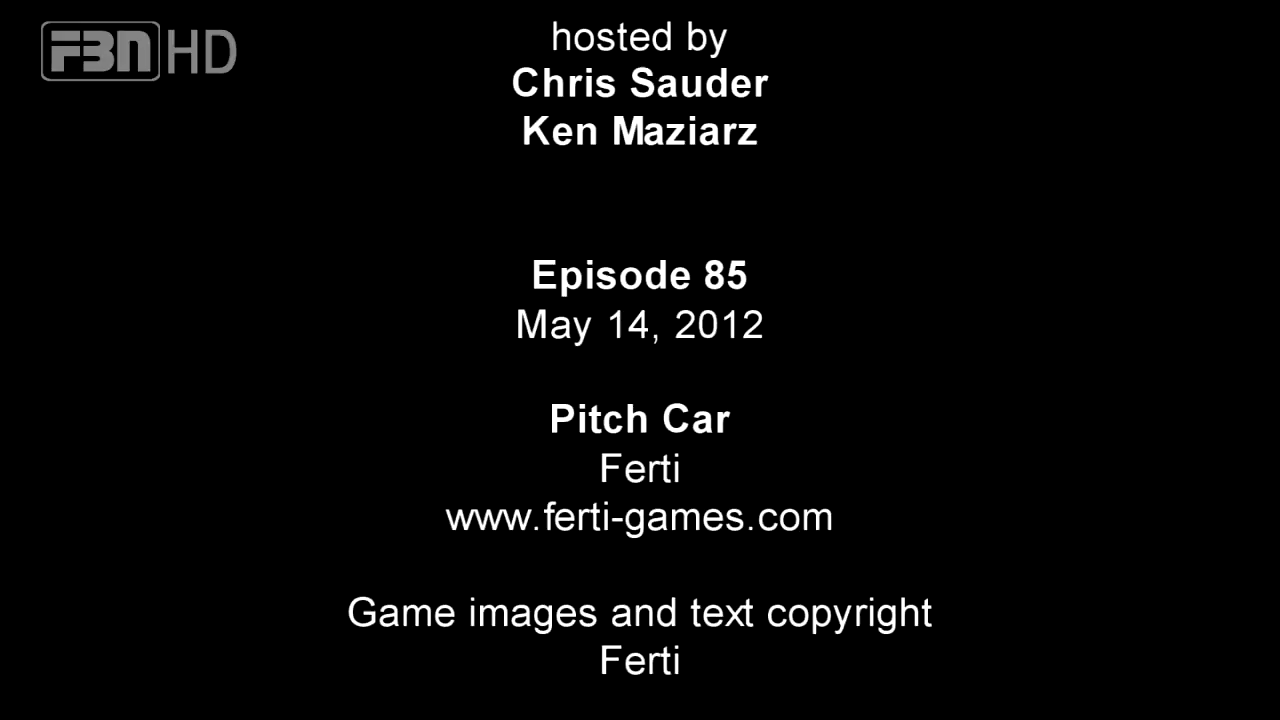 F3N HD
hosted by
Chris Sauder
Ken Maziarz
Episode 85
May 14, 2012
Pitch Car
Ferti
www.ferti-games.com
Game images and text copyright
Ferti